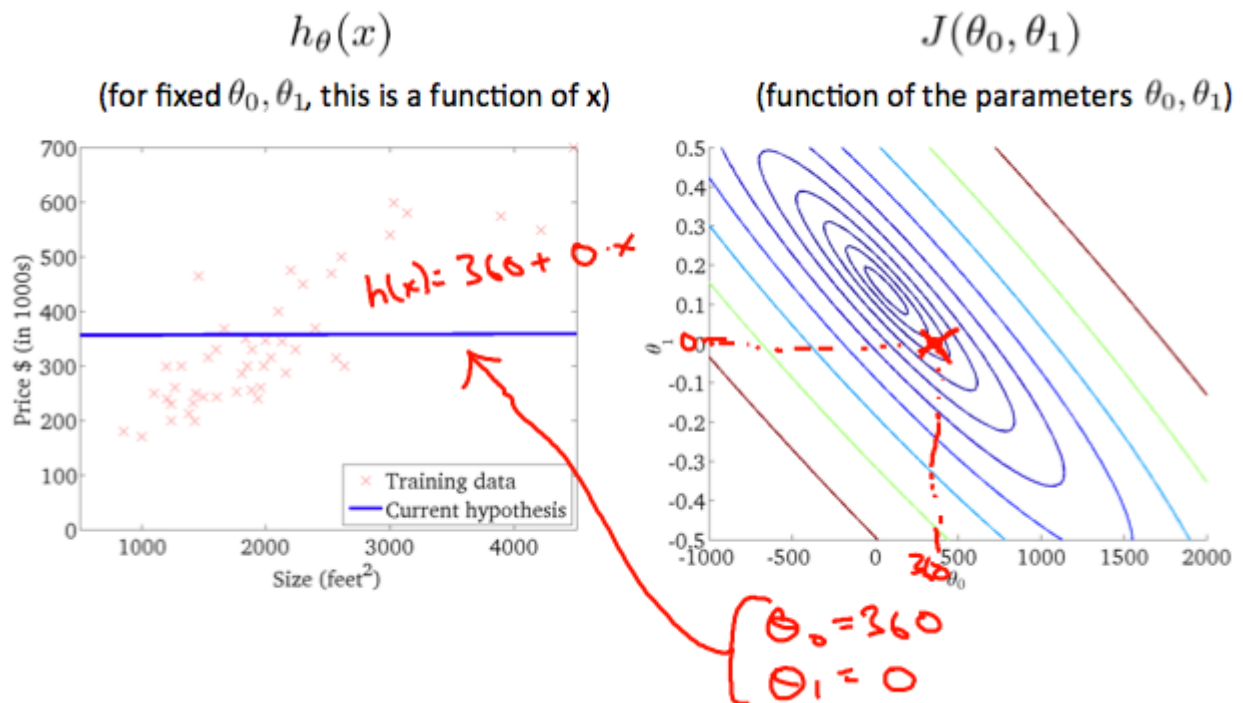 hθ(x)
(for fixed θ0, θ1, this is a function of x)
700
600
500
400
300
200
100
0
Price $ (in 1000s)
1000
2000
3000
4000
Size (feet²)
Training data
Current hypothesis
h(x) = 360 + 0·x
J(θ0, θ1)
(function of the parameters θ0, θ1)
0.5
0.4
0.3
0.2
0.1
0
0
-0.1
-0.2
-0.3
-0.4
-0.5
θ1
-1000
-500
0
360
500
1000
1500
2000
θ0
θ0 = 360
θ1 = 0